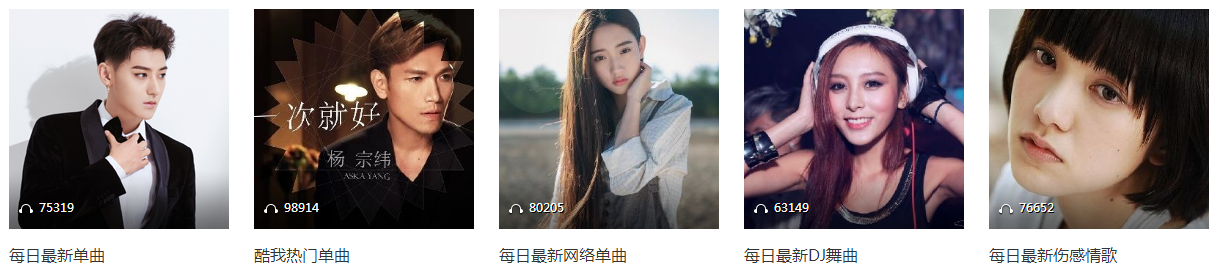 一次就好
杨 宗纬
ASKA YANG
75319
98914
80205
63149
76652
每日最新单曲
酷我热门单曲
每日最新网络单曲
每日最新DJ舞曲
每日最新伤感情歌